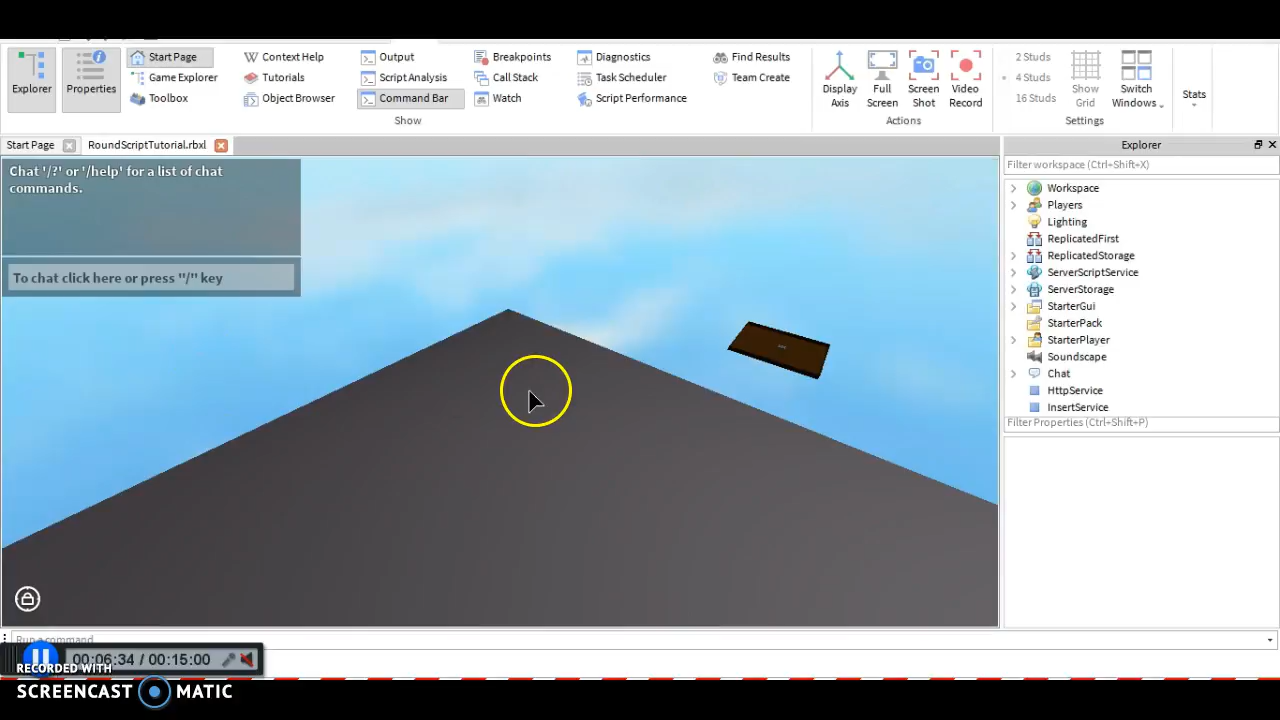 Explorer
Properties
Start Page
Game Explorer
Toolbox
Context Help
Tutorials
Object Browser
Output
Script Analysis
Command Bar
Breakpoints
Call Stack
Watch
Diagnostics
Task Scheduler
Script Performance
Find Results
Team Create
Show
Display
Axis
Full
Screen
Screen
Shot
Video
Record
Actions
2 Studs
4 Studs
16 Studs
Show
Grid
Switch
Windows
Settings
Stats
Start Page
RoundScriptTutorial.rbxl
Chat '/?' or '/help' for a list of chat
commands.
To chat click here or press "/" key
Explorer
Filter workspace (Ctrl+Shift+X)
Workspace
Players
Lighting
ReplicatedFirst
ReplicatedStorage
ServerScriptService
ServerStorage
StarterGui
StarterPack
StarterPlayer
Soundscape
Chat
HttpService
InsertService
Filter Properties (Ctrl+Shift+P)
Run a command
00:06:34 / 00:15:00
RECORDED WITH
SCREENCAST MATIC